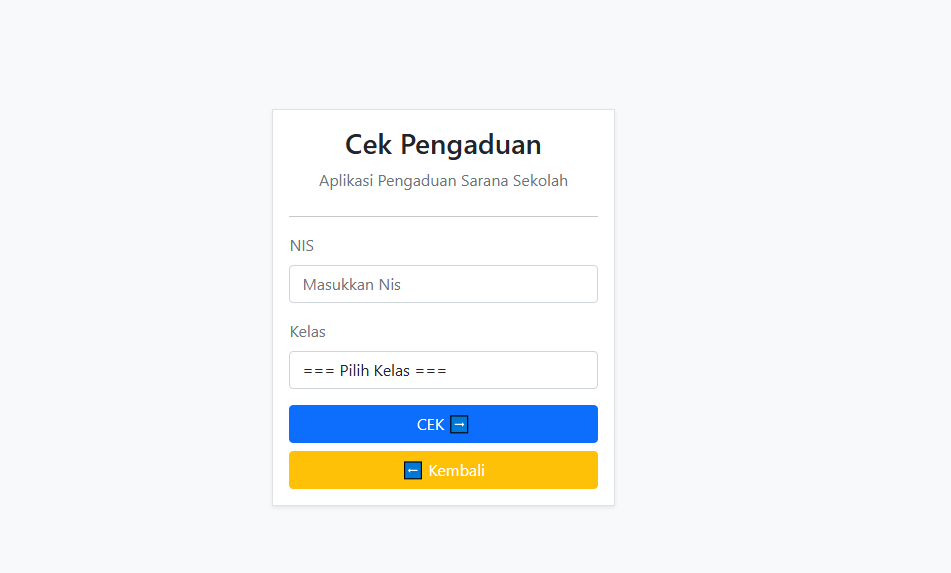 Cek Pengaduan
Aplikasi Pengaduan Sarana Sekolah
NIS
Masukkan Nis
Kelas
=== Pilih Kelas ===
CEK ➡️
⬅️ Kembali